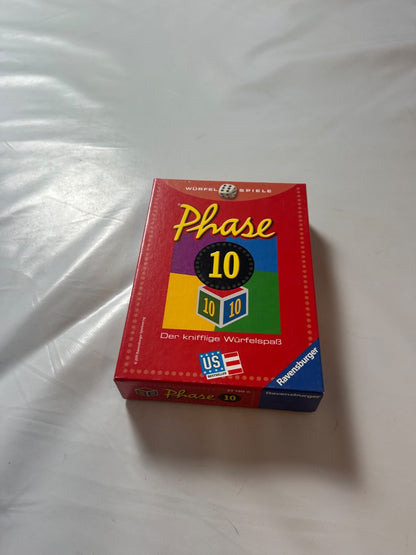 WÜRFEL SPIELE
Phase
10
10 10
Der knifflige Würfelspaß
US
Ravensburger
Phase 10
Ravensburger